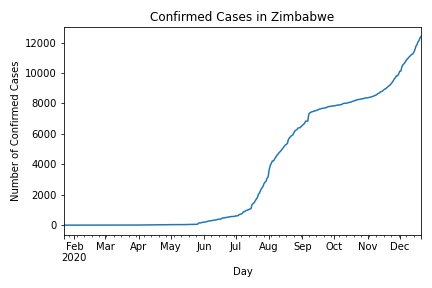 Confirmed Cases in Zimbabwe
Number of Confirmed Cases
12000
10000
8000
6000
4000
2000
0
Feb Mar Apr May Jun Jul Aug Sep Oct Nov Dec
2020
Day